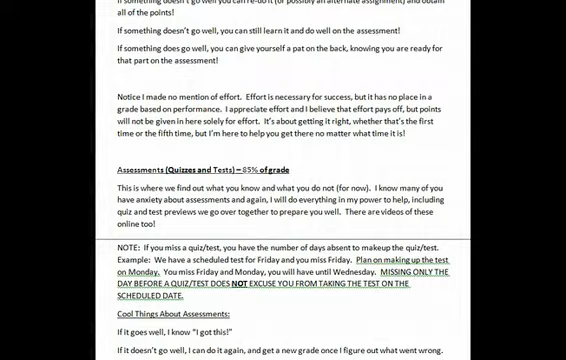 If something doesn't go well you can re-do it (or possibly an alternate assignment) and obtain
all of the points!
If something doesn't go well, you can still learn it and do well on the assessment!
If something does go well, you can give yourself a pat on the back, knowing you are ready for
that part on the assessment!
Notice I made no mention of effort. Effort is necessary for success, but it has no place in a
grade based on performance. I appreciate effort and I believe that effort pays off, but points
will not be given in here solely for effort. It's about getting it right, whether that's the first
time or the fifth time, but I'm here to help you get there no matter what time it is!
Assessments (Quizzes and Tests) – 85% of grade
This is where we find out what you know and what you do not (for now). I know many of you
have anxiety about assessments and again, I will do everything in my power to help, including
quiz and test previews we go over together to prepare you well. There are videos of these
online too!
NOTE: If you miss a quiz/test, you have the number of days absent to makeup the quiz/test.
Example: We have a scheduled test for Friday and you miss Friday. Plan on making up the test
on Monday. You miss Friday and Monday, you will have until Wednesday. MISSING ONLY THE
DAY BEFORE A QUIZ/TEST DOES NOT EXCUSE YOU FROM TAKING THE TEST ON THE
SCHEDULED DATE.
Cool Things About Assessments:
If it goes well, I know "I got this!"
If it doesn't go well, I can do it again, and get a new grade once I figure out what went wrong.